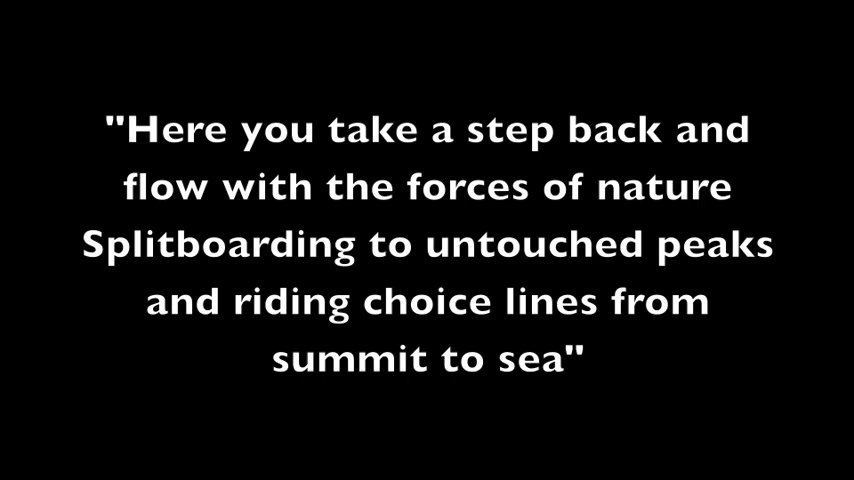 "Here you take a step back and
flow with the forces of nature
Splitboarding to untouched peaks
and riding choice lines from
summit to sea"